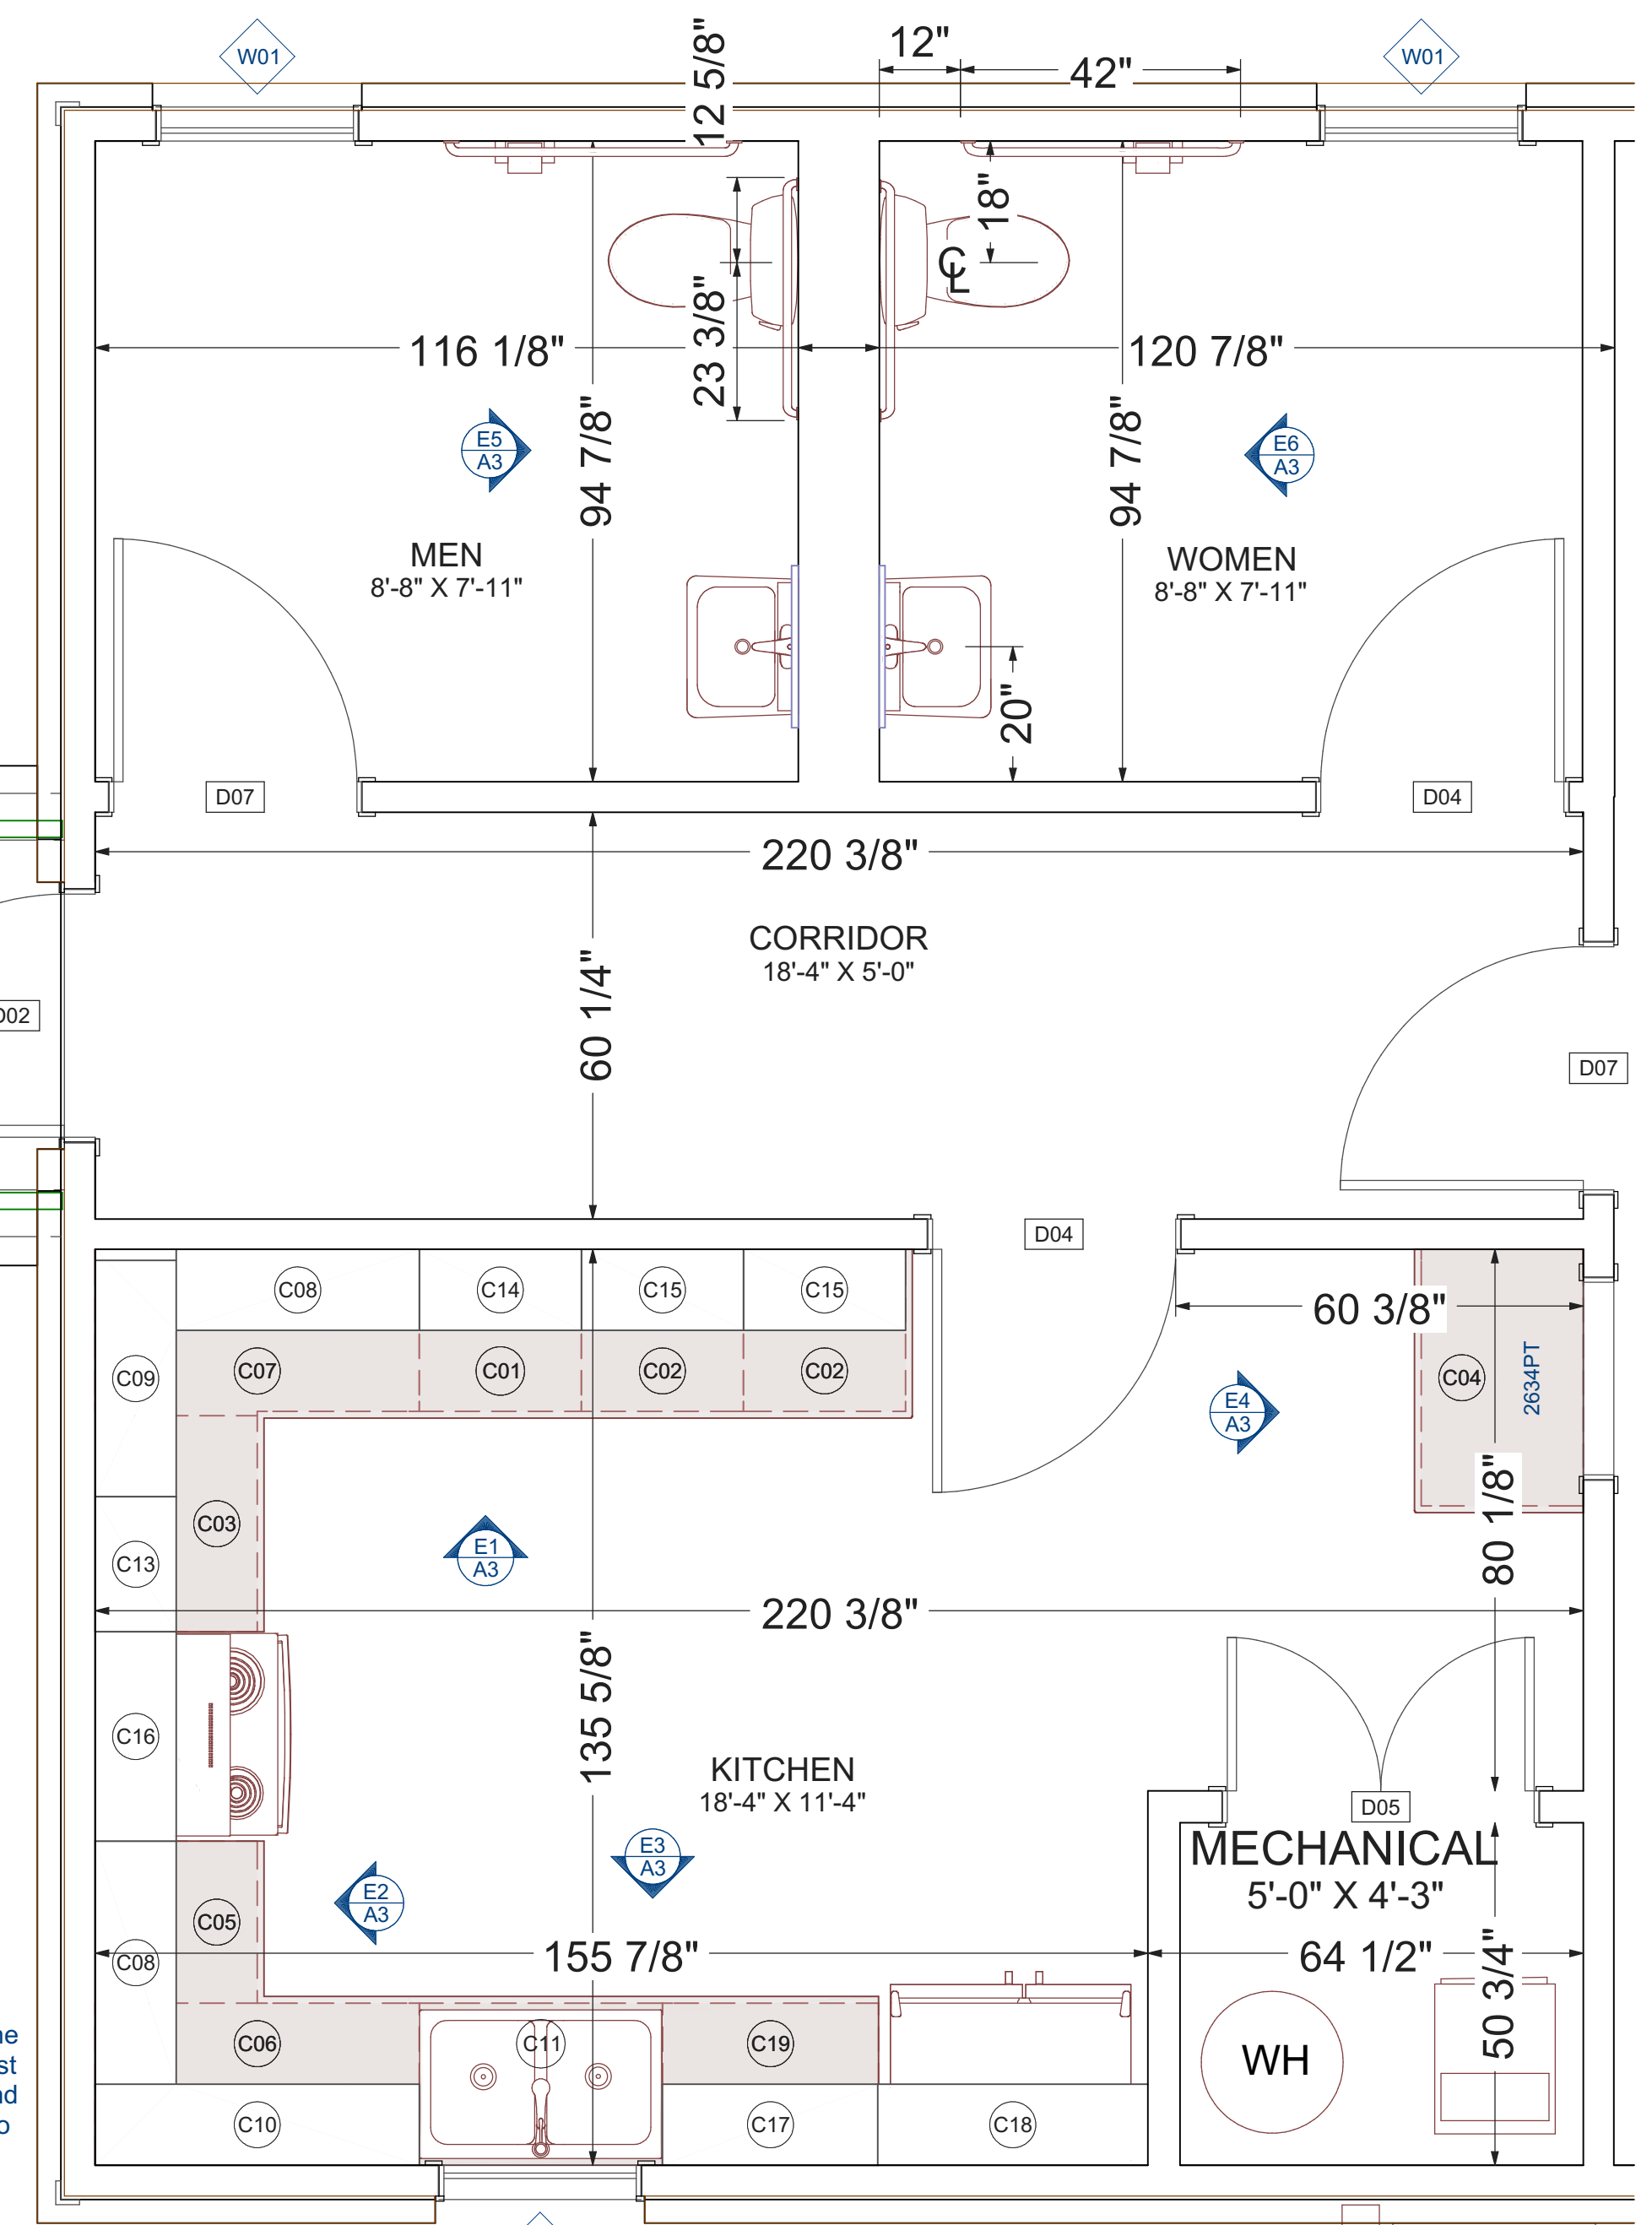 W01
12 5/8"
12"
42"
W01
18"
CL
23 3/8"
116 1/8"
120 7/8"
94 7/8"
94 7/8"
E5
A3
E6
A3
MEN
8'-8" X 7'-11"
WOMEN
8'-8" X 7'-11"
20"
D07
D04
220 3/8"
CORRIDOR
18'-4" X 5'-0"
60 1/4"
D02
D07
D04
C08
C14
C15
C15
60 3/8"
C09
C07
C01
C02
C02
C04
2634PT
E4
A3
C03
80 1/8"
C13
E1
A3
220 3/8"
135 5/8"
C16
KITCHEN
18'-4" X 11'-4"
D05
MECHANICAL
5'-0" X 4'-3"
E3
A3
E2
A3
C05
C08
155 7/8"
64 1/2"
50 3/4"
C06
C11
C19
WH
C10
C17
C18